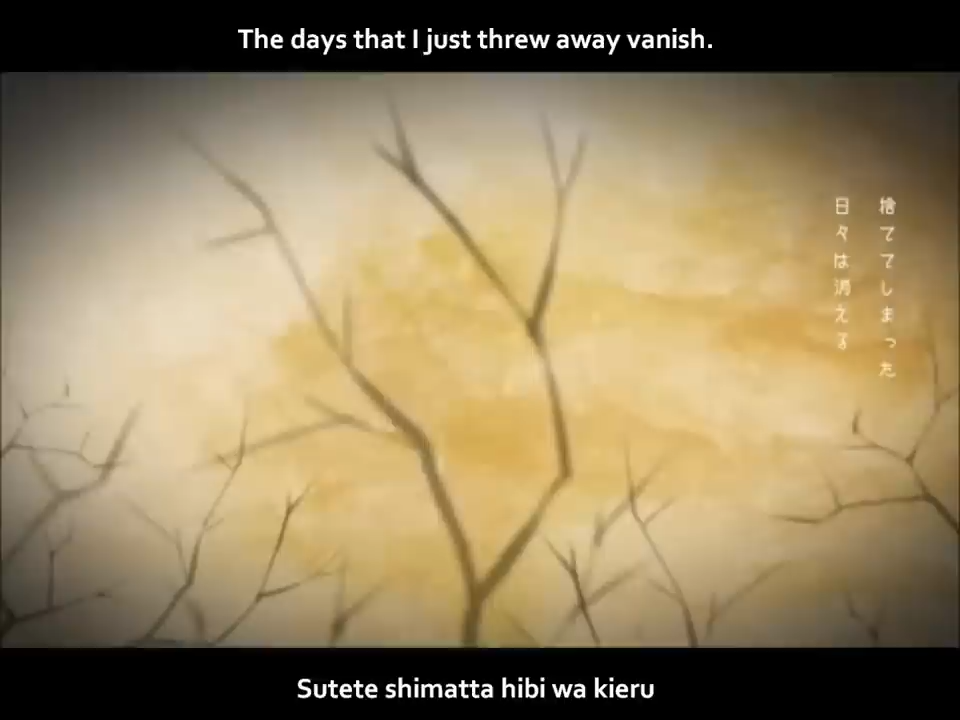 The days that I just threw away vanish.
捨ててしまった
日々は消える
Sutete shimatta hibi wa kieru